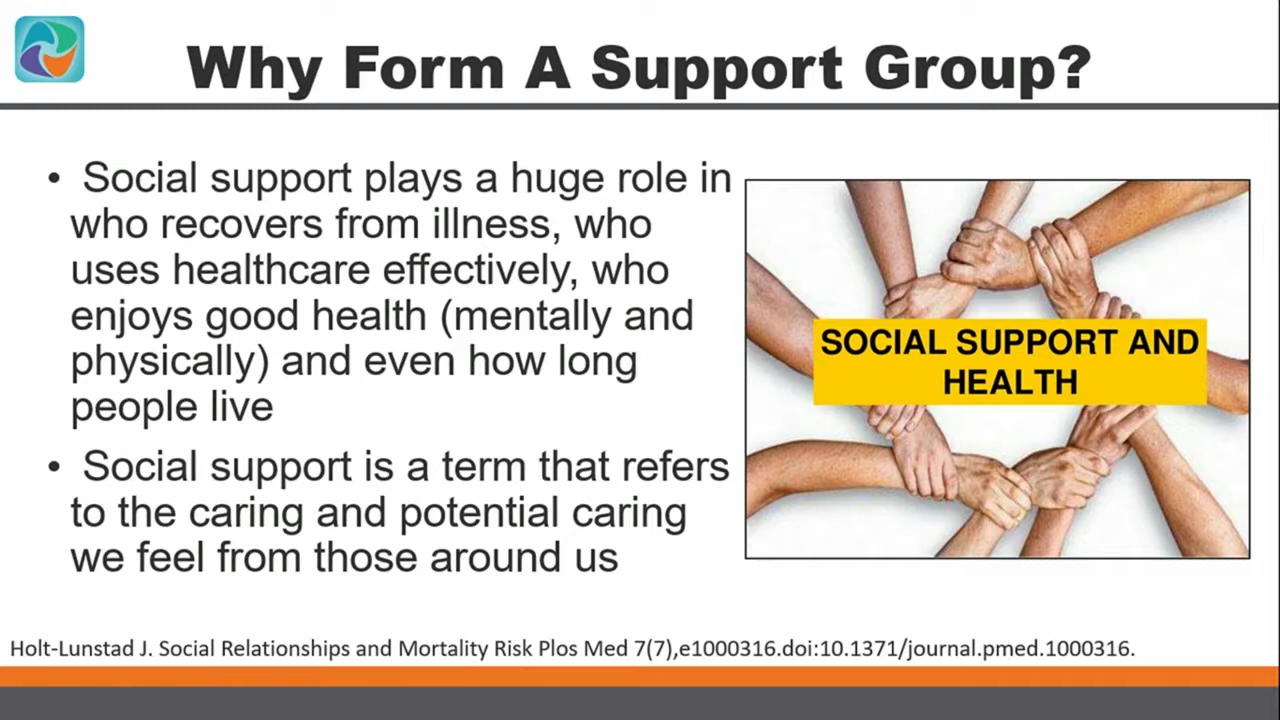 Why Form A Support Group?
• Social support plays a huge role in
who recovers from illness, who
uses healthcare effectively, who
enjoys good health (mentally and
physically) and even how long
people live
• Social support is a term that refers
to the caring and potential caring
we feel from those around us
SOCIAL SUPPORT AND
HEALTH
Holt-Lunstad J. Social Relationships and Mortality Risk Plos Med 7(7),e1000316.doi:10.1371/journal.pmed.1000316.